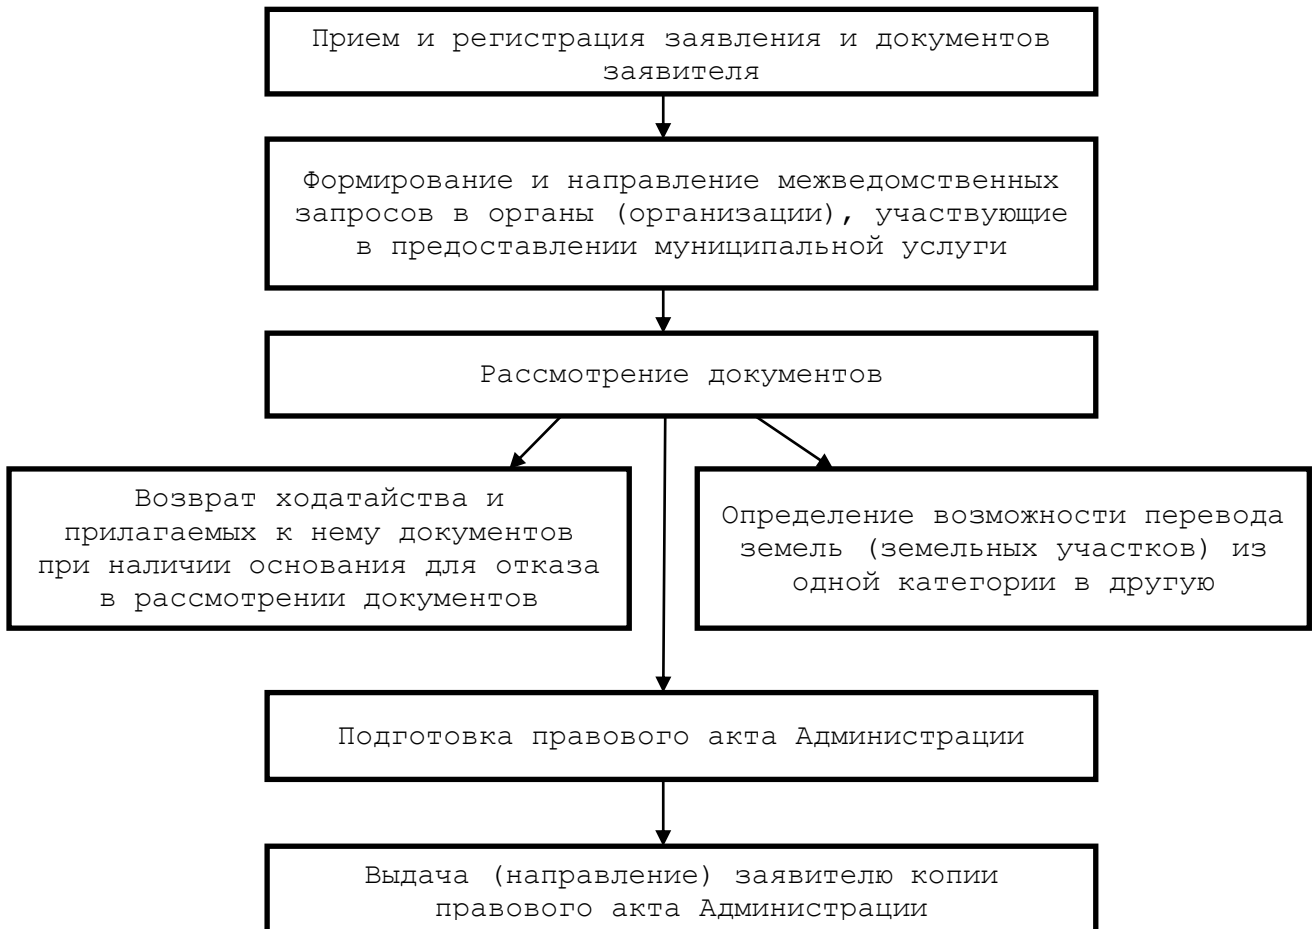 Прием и регистрация заявления и документов
заявителя
Формирование и направление межведомственных
запросов в органы (организации), участвующие
в предоставлении муниципальной услуги
Рассмотрение документов
Возврат ходатайства и
прилагаемых к нему документов
при наличии основания для отказа
в рассмотрении документов
Определение возможности перевода
земель (земельных участков) из
одной категории в другую
Подготовка правового акта Администрации
Выдача (направление) заявителю копии
правового акта Администрации